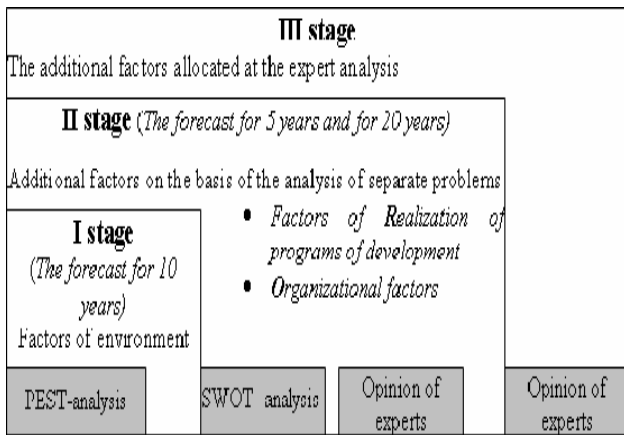 III stage
The additional factors allocated at the expert analysis
II stage (The forecast for 5 years and for 20 years)
Additional factors on the basis of the analysis of separate problems
• Factors of Realization of
programs of development
• Organizational factors
I stage
(The forecast for 10
years)
Factors of environment
PEST-analysis
SWOT analysis
Opinion of
experts
Opinion of
experts